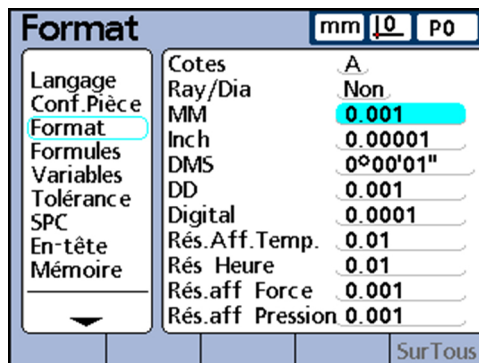 Format
mm 0 P0
Langage
Conf.Pièce
Format
Formules
Variables
Tolérance
SPC
En-tête
Mémoire
Cotes A
Ray/Dia Non
MM 0.001
Inch 0.00001
DMS 0°00'01"
DD 0.001
Digital 0.0001
Rés.Aff.Temp. 0.01
Rés Heure 0.01
Rés.aff Force 0.001
Rés.aff Pression 0.001
SurTous